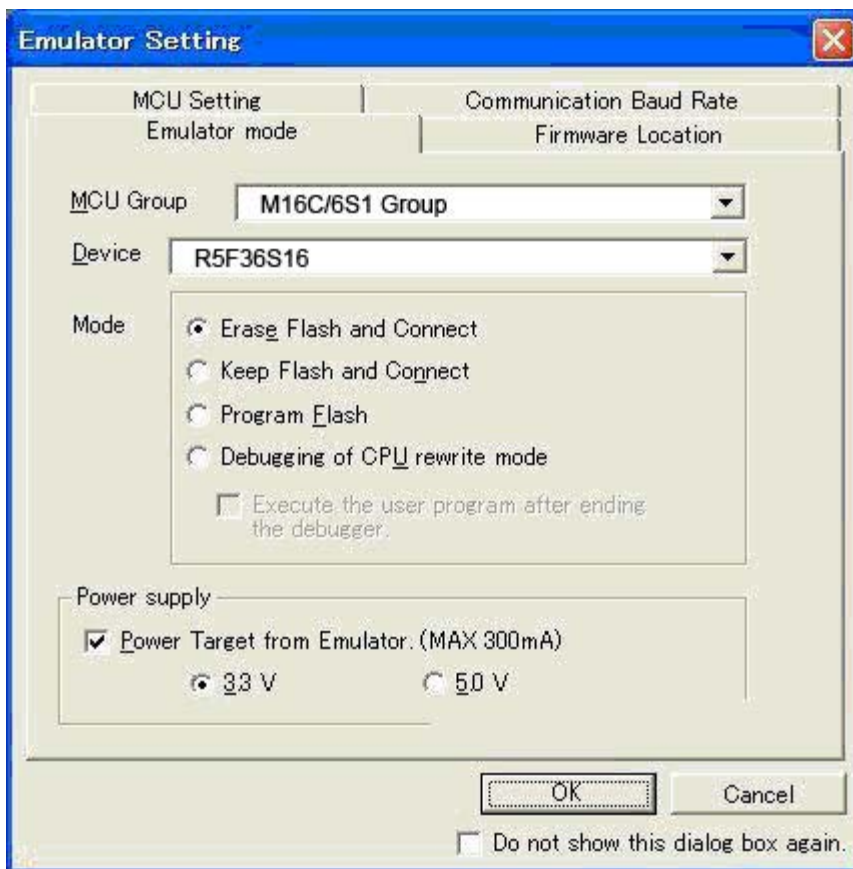 Emulator Setting
MCU Setting
Communication Baud Rate
Emulator mode
Firmware Location
MCU Group
M16C/6S1 Group
Device
R5F36S16
Mode
Erase Flash and Connect
Keep Flash and Connect
Program Flash
Debugging of CPU rewrite mode
Execute the user program after ending
the debugger.
Power supply
Power Target from Emulator. (MAX 300mA)
3.3 V
5.0 V
OK
Cancel
Do not show this dialog box again.